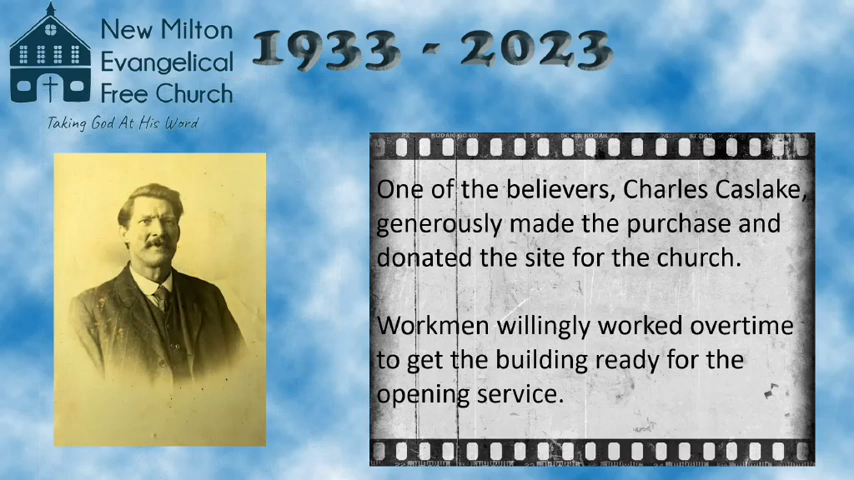 New Milton
Evangelical
Free Church
Taking God At His Word
1933 - 2023
One of the believers, Charles Caslake,
generously made the purchase and
donated the site for the church.
Workmen willingly worked overtime
to get the building ready for the
opening service.